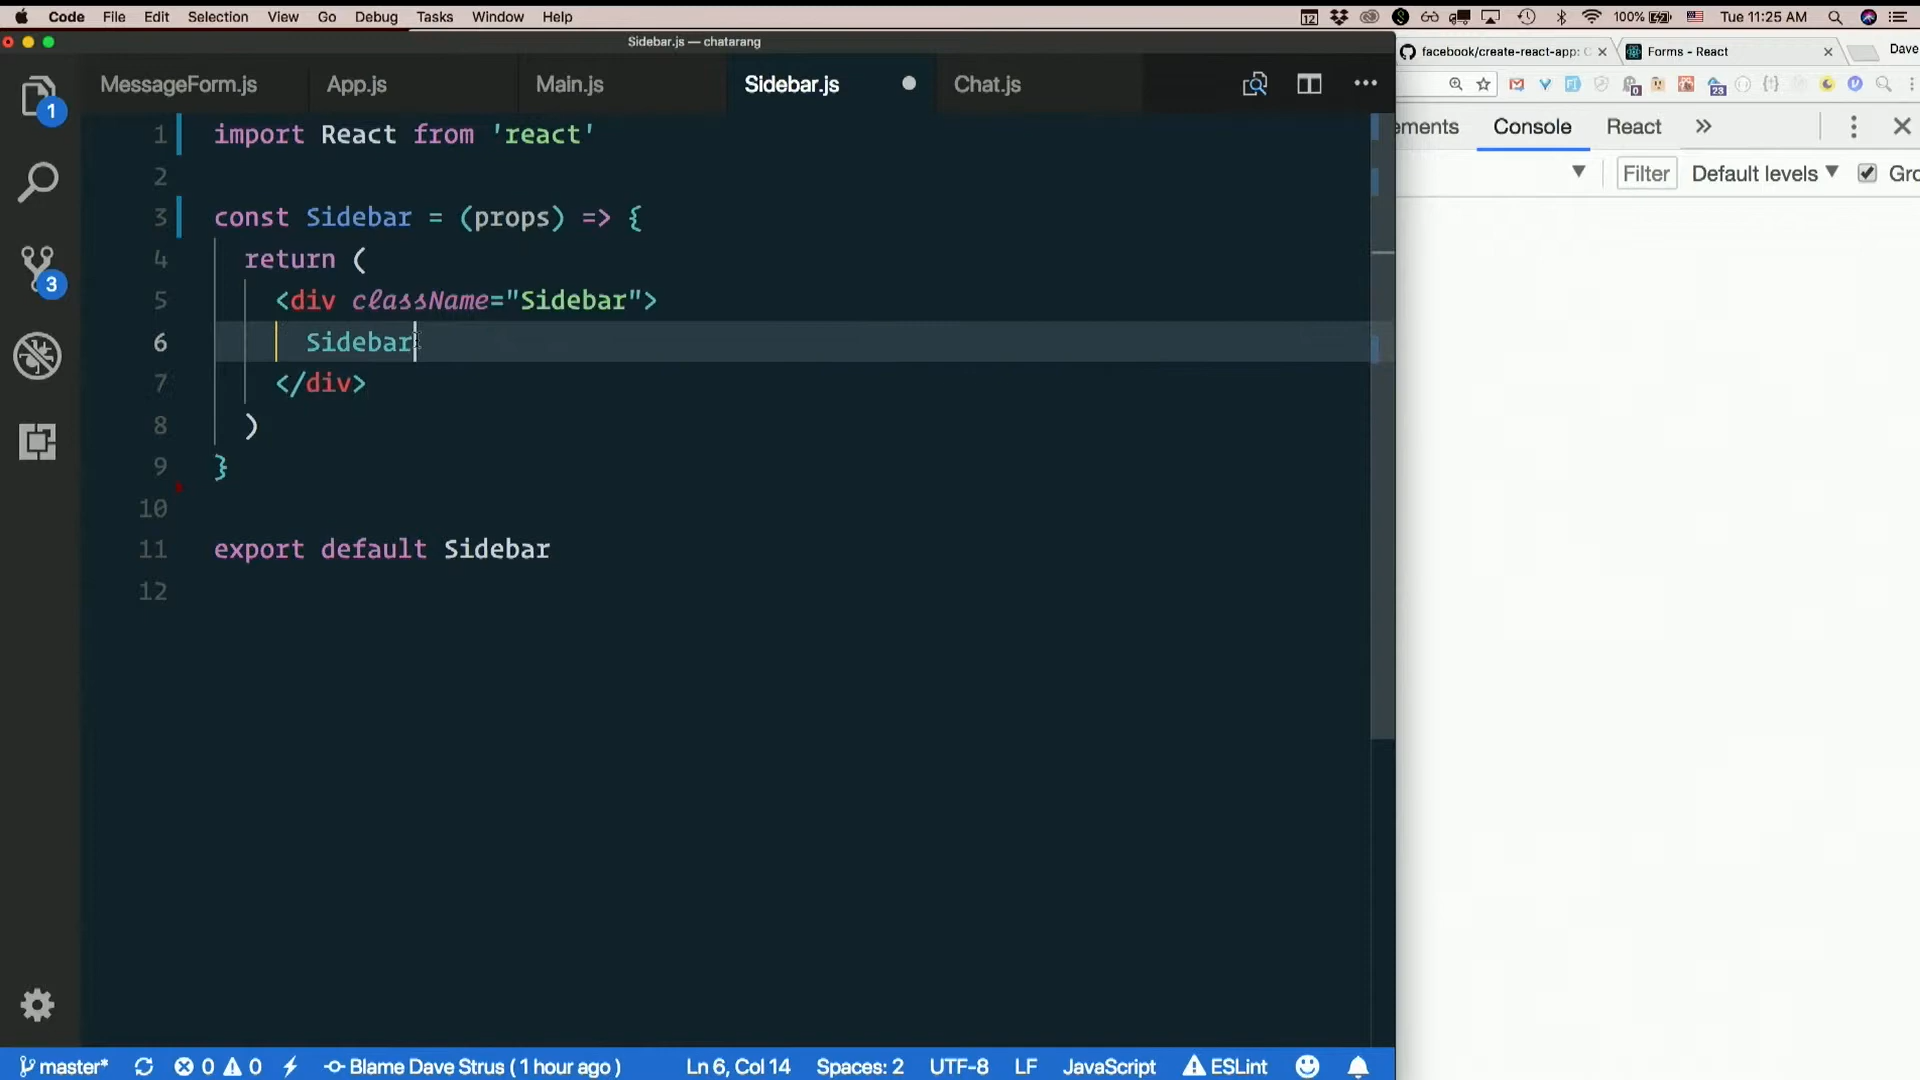 Code File Edit Selection View Go Debug Tasks Window Help
12 100% Tue 11:25 AM
Sidebar.js — chatarang
facebook/create-react-app: C
Forms - React
Dave
MessageForm.js App.js Main.js Sidebar.js Chat.js
0 23
1
3
ements Console React
Filter Default levels Gro
1 import React from 'react'
2
3 const Sidebar = (props) => {
4 return (
5 <div className="Sidebar">
6 Sidebar
7 </div>
8 )
9 }
10
11 export default Sidebar
12
master* 0 0 Blame Dave Strus ( 1 hour ago ) Ln 6, Col 14 Spaces: 2 UTF-8 LF JavaScript ESLint